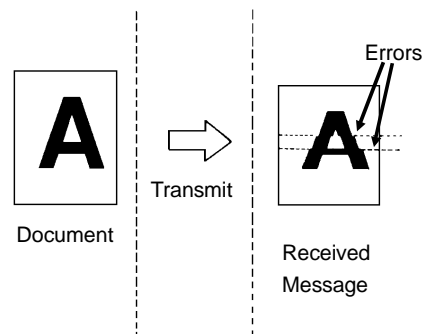 Errors
A
A
Transmit
Document
Received
Message